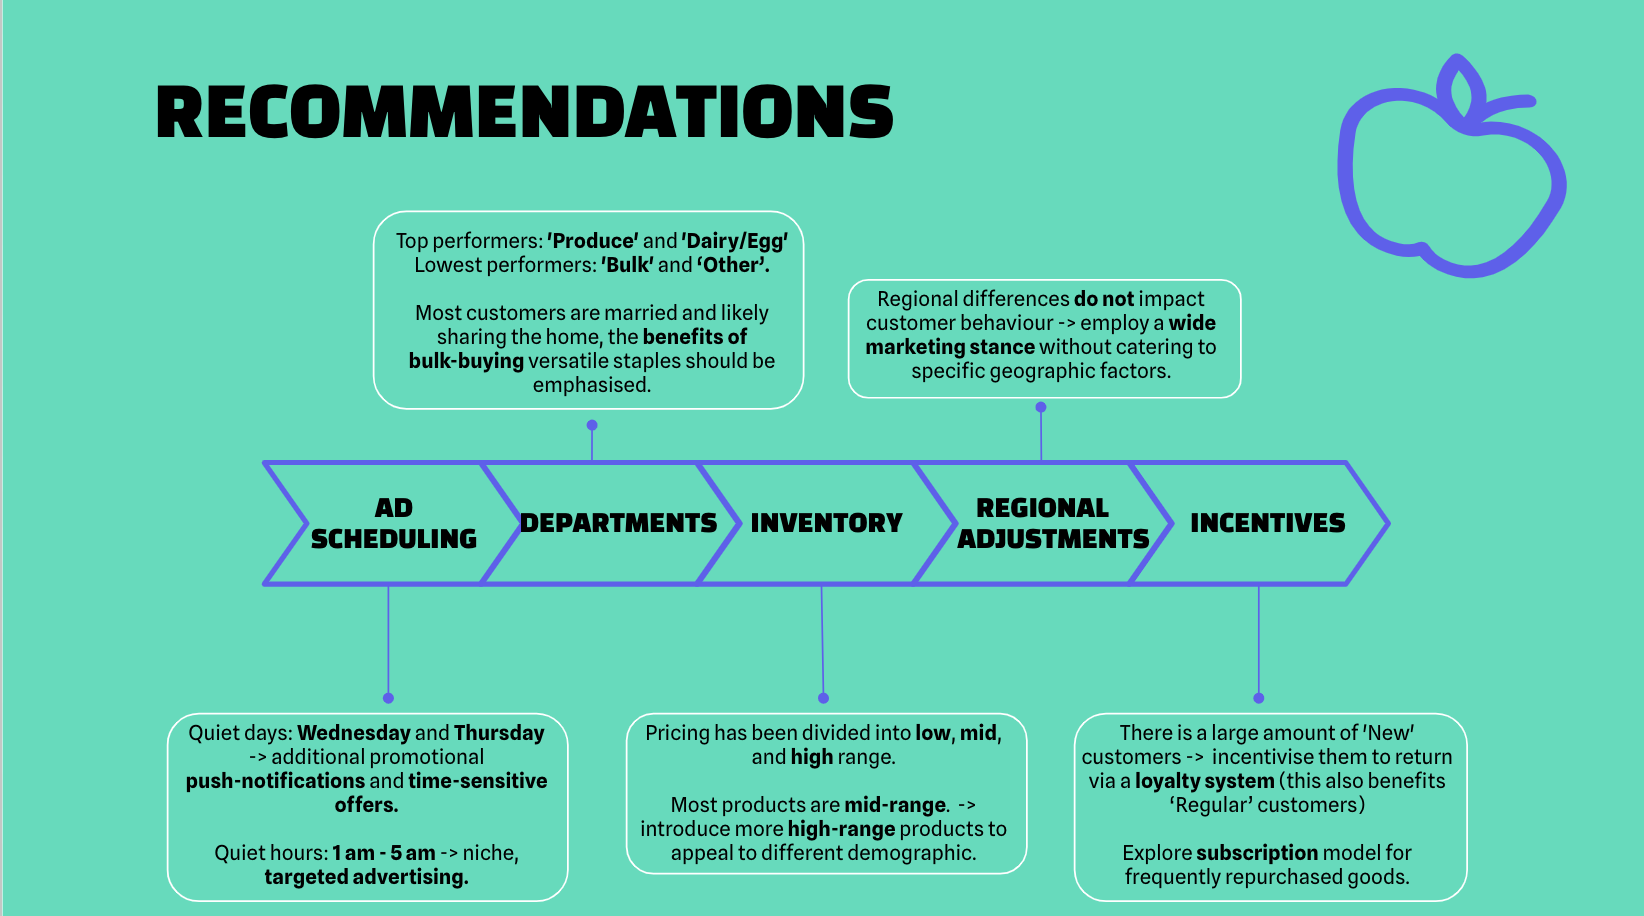 RECOMMENDATIONS
Top performers: 'Produce' and 'Dairy/Egg'
Lowest performers: 'Bulk' and ‘Other’.
Most customers are married and likely
sharing the home, the benefits of
bulk-buying versatile staples should be
emphasised.
Regional differences do not impact
customer behaviour -> employ a wide
marketing stance without catering to
specific geographic factors.
AD
SCHEDULING
DEPARTMENTS
INVENTORY
REGIONAL
ADJUSTMENTS
INCENTIVES
Quiet days: Wednesday and Thursday
-> additional promotional
push-notifications and time-sensitive
offers.
Quiet hours: 1 am - 5 am -> niche,
targeted advertising.
Pricing has been divided into low, mid,
and high range.
Most products are mid-range. ->
introduce more high-range products to
appeal to different demographic.
There is a large amount of 'New'
customers -> incentivise them to return
via a loyalty system (this also benefits
‘Regular’ customers)
Explore subscription model for
frequently repurchased goods.